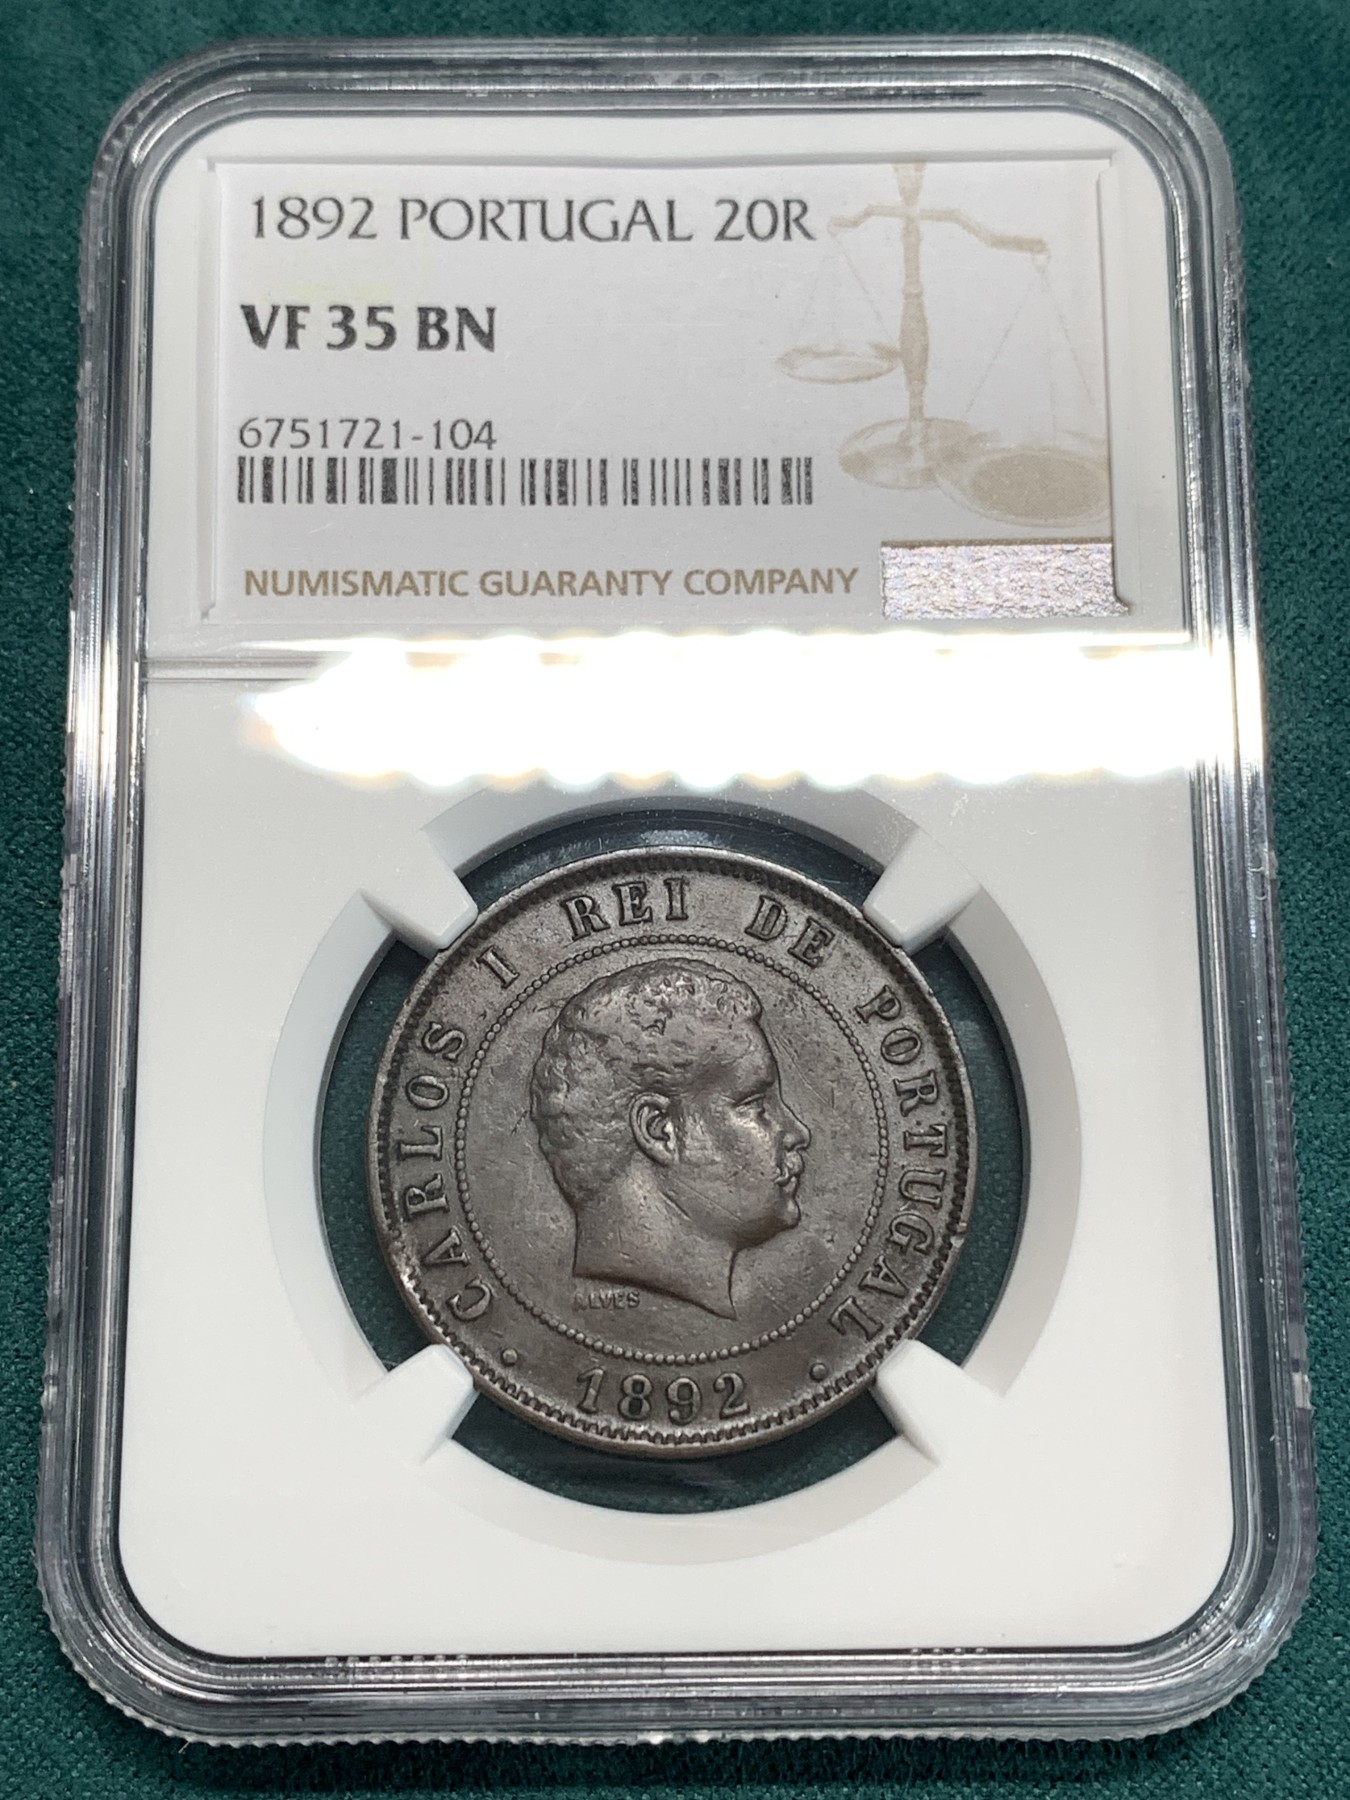 1892 PORTUGAL 20R
VF 35 BN
6751721-104
NUMISMATIC GUARANTY COMPANY
CARLOS I REI DE PORTUGAL
ALVES
• 1892 •